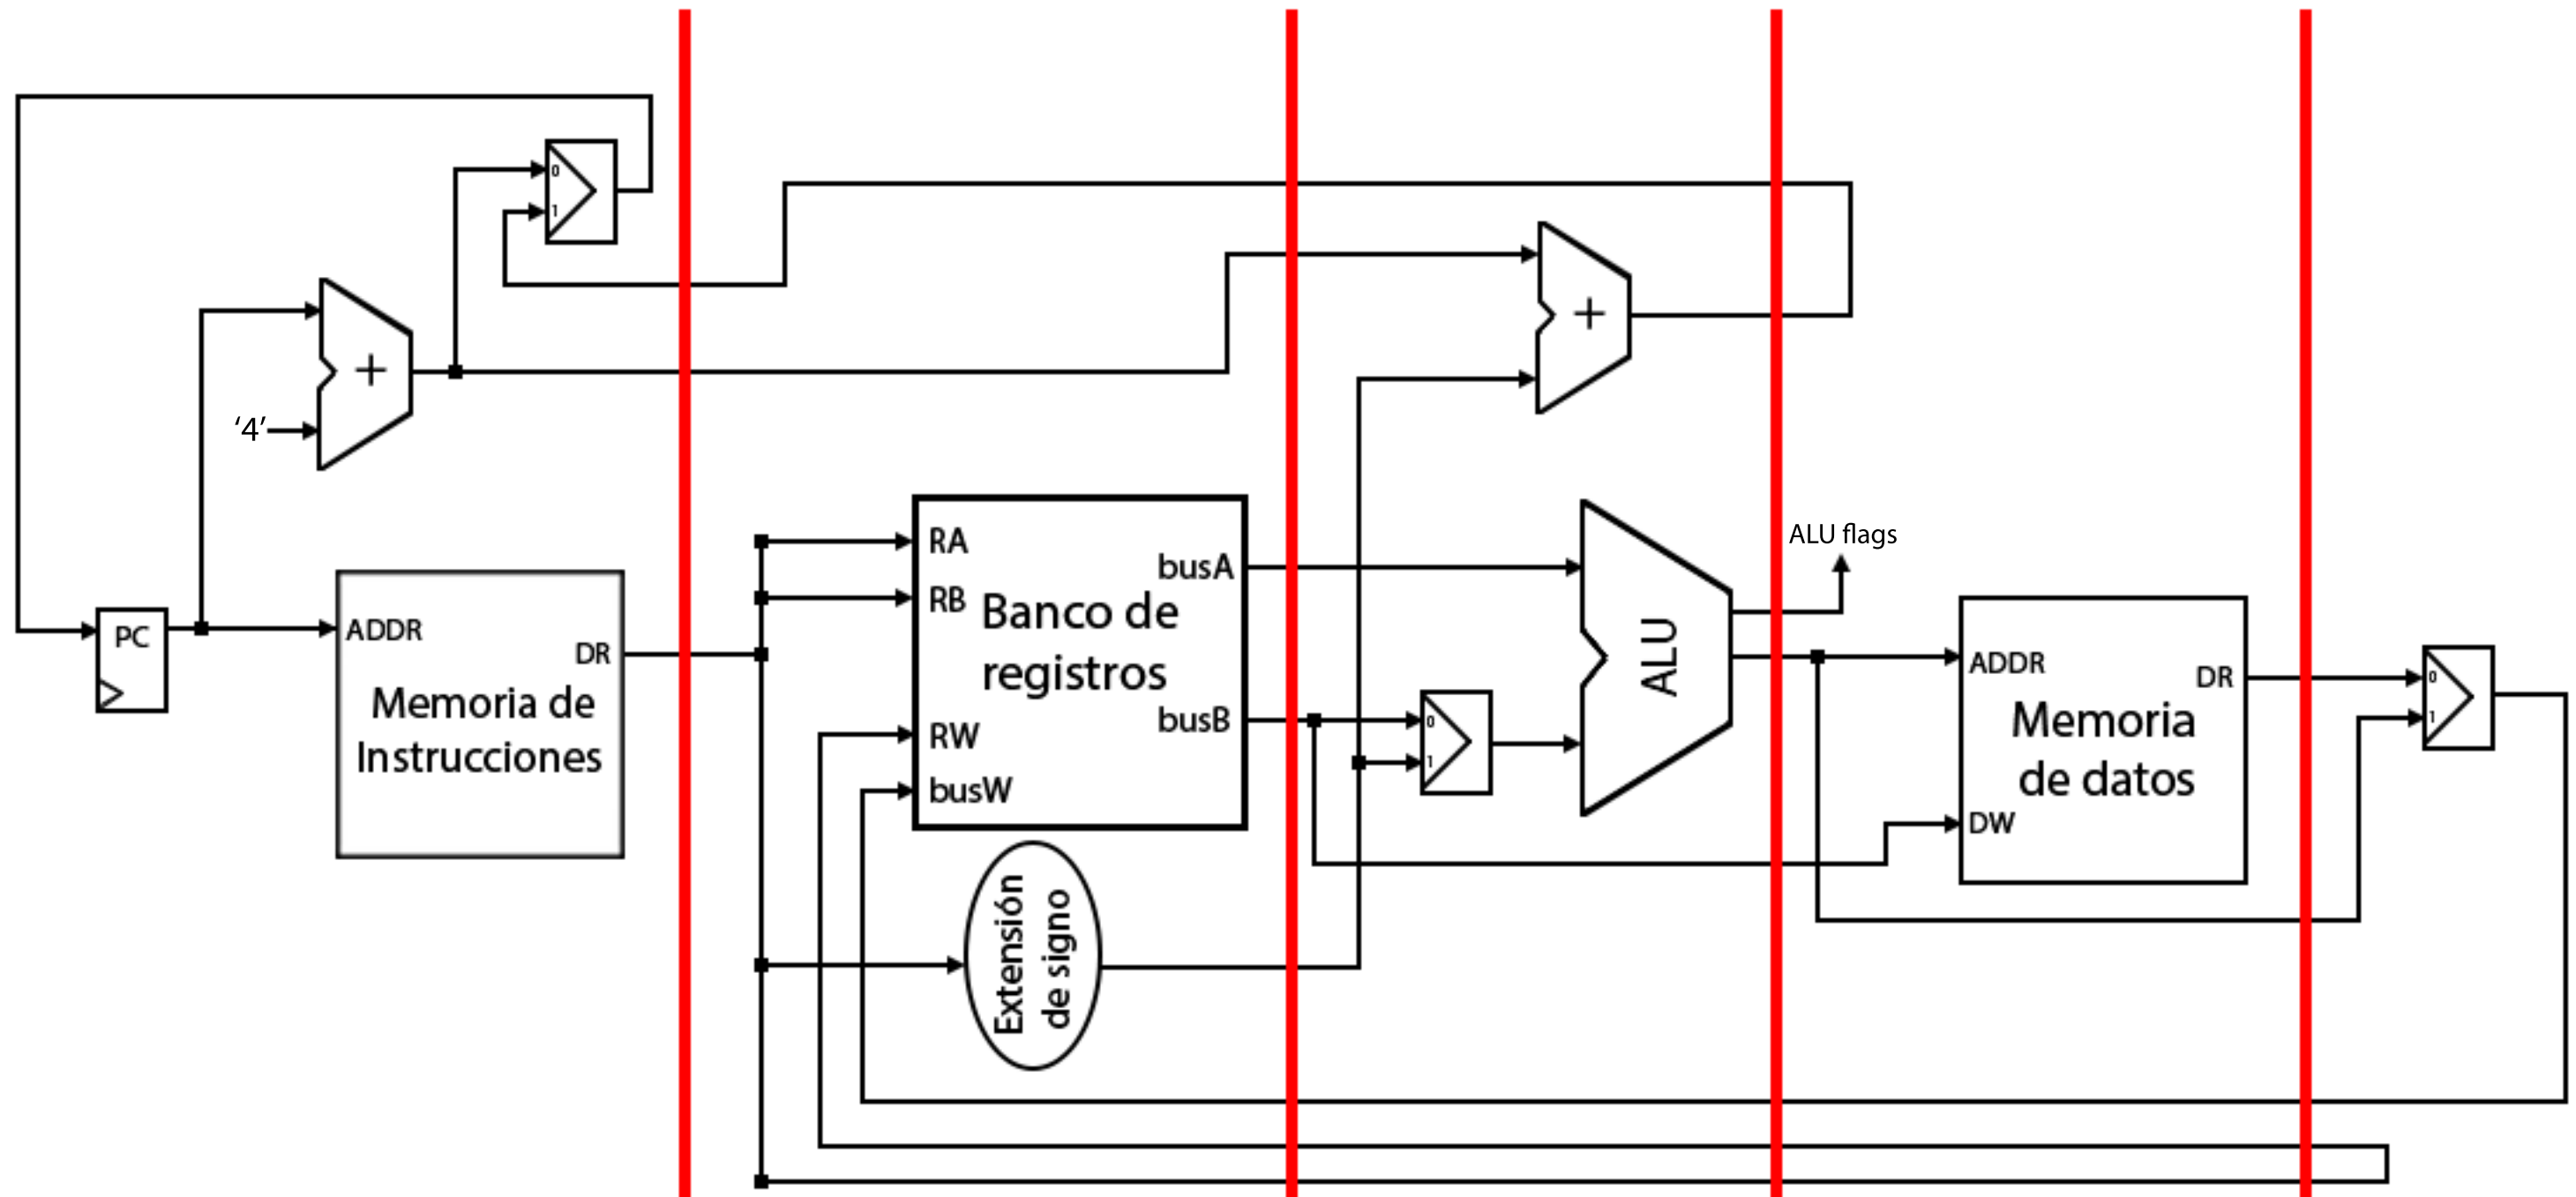 0
1
+
+
‘4’
PC
ADDR
DR
Memoria de
Instrucciones
RA
RB
RW
busW
busA
busB
Banco de
registros
Extensión
de signo
0
1
ALU
ALU flags
ADDR
DR
DW
Memoria
de datos
0
1